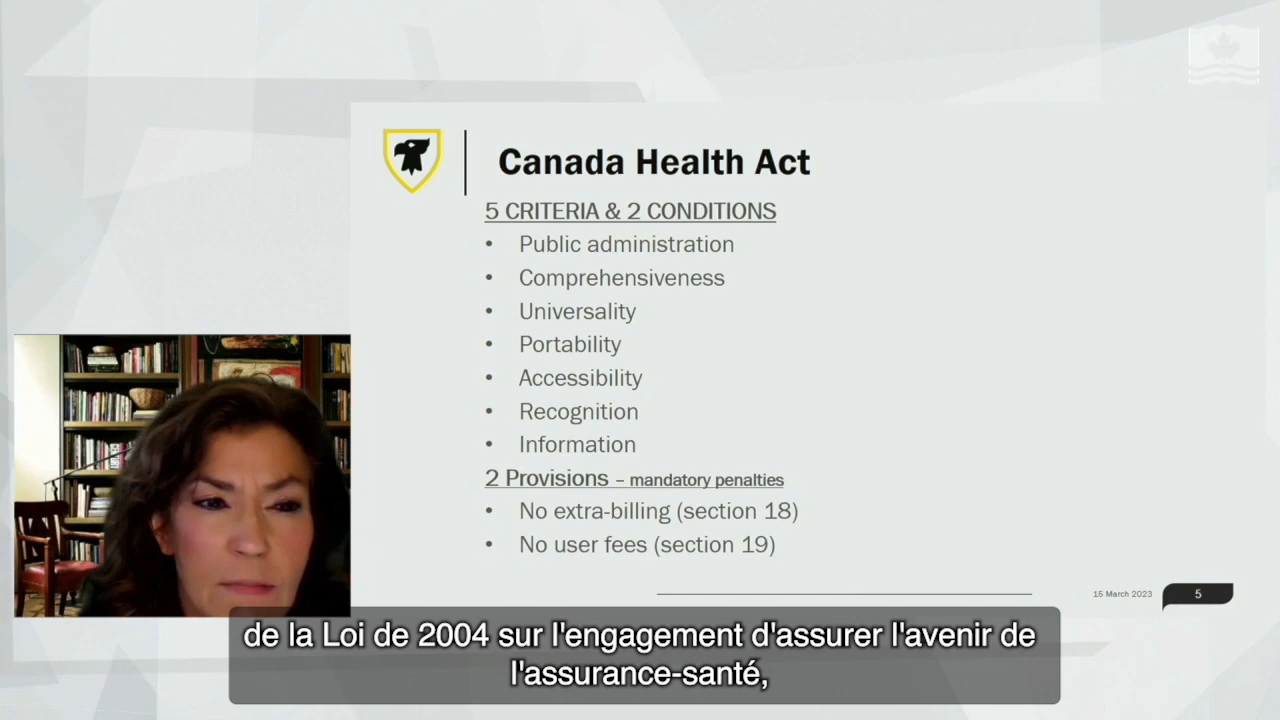 Canada Health Act
5 CRITERIA & 2 CONDITIONS
• Public administration
• Comprehensiveness
• Universality
• Portability
• Accessibility
• Recognition
• Information
2 Provisions – mandatory penalties
• No extra-billing (section 18)
• No user fees (section 19)
15 March 2023
5
de la Loi de 2004 sur l'engagement d'assurer l'avenir de
l'assurance-santé,